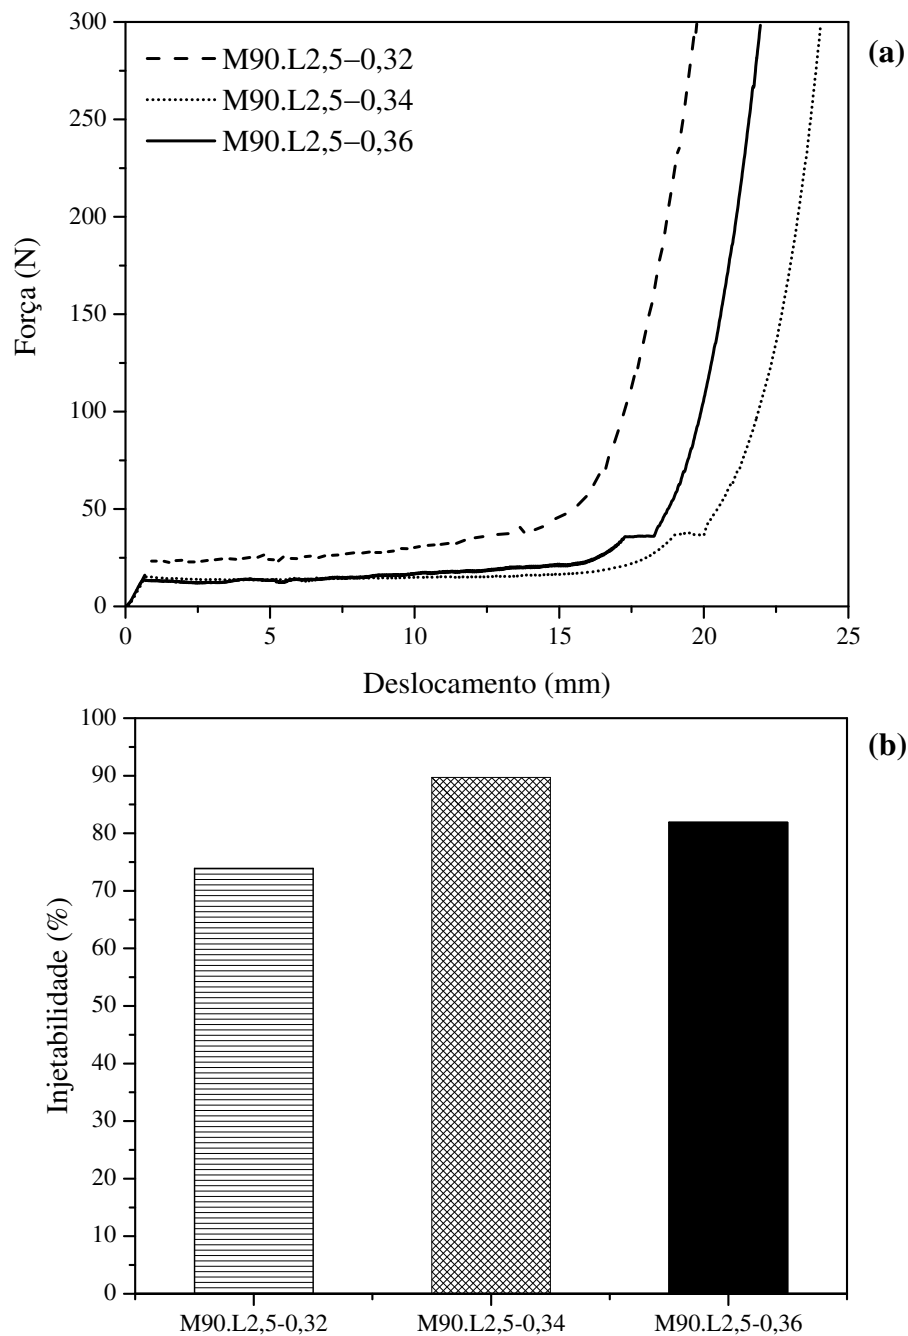 300
(a)
M90.L2,5−0,32
M90.L2,5−0,34
250
M90.L2,5−0,36
200
Força (N)
150
100
50
0
0 5 10 15 20 25
Deslocamento (mm)
100
(b)
90
80
70
60
Injetabilidade (%)
50
40
30
20
10
0
M90.L2,5-0,32 M90.L2,5-0,34 M90.L2,5-0,36